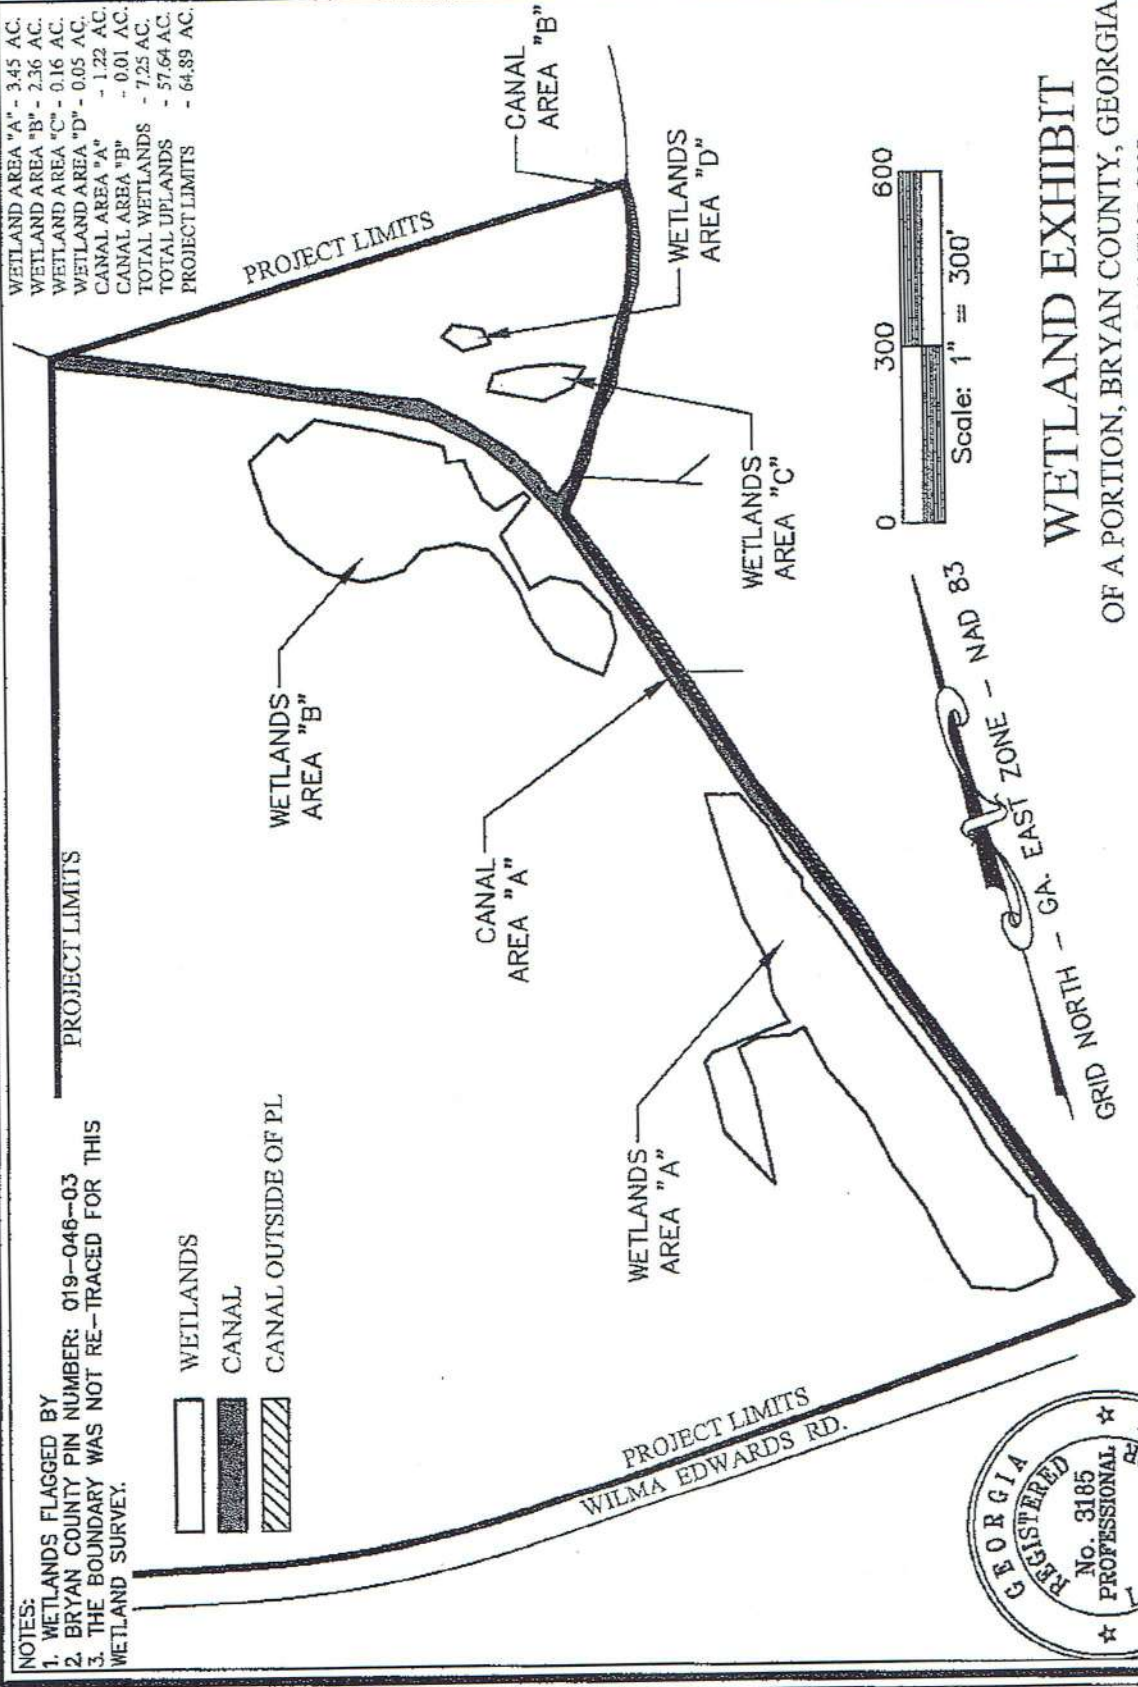 NOTES:
1. WETLANDS FLAGGED BY
2. BRYAN COUNTY PIN NUMBER: 019-046-03
3. THE BOUNDARY WAS NOT RE-TRACED FOR THIS
WETLAND SURVEY.
WETLAND AREA "A" - 3.45 AC.
WETLAND AREA "B" - 2.36 AC.
WETLAND AREA "C" - 0.16 AC.
WETLAND AREA "D" - 0.05 AC.
CANAL AREA "A" - 1.22 AC.
CANAL AREA "B" - 0.01 AC.
TOTAL WETLANDS - 7.25 AC.
TOTAL UPLANDS - 57.64 AC.
PROJECT LIMITS - 64.89 AC.
PROJECT LIMITS
WETLANDS
CANAL
CANAL OUTSIDE OF PL
PROJECT LIMITS
WETLANDS
AREA "B"
CANAL
AREA "A"
CANAL
AREA "B"
WETLANDS
AREA "D"
WETLANDS
AREA "A"
WETLANDS
AREA "C"
PROJECT LIMITS
WILMA EDWARDS RD.
0 300 600
Scale: 1" = 300'
GRID NORTH - GA. EAST ZONE - NAD 83
WETLAND EXHIBIT
OF A PORTION, BRYAN COUNTY, GEORGIA
GEORGIA
REGISTERED
No. 3185
PROFESSIONAL